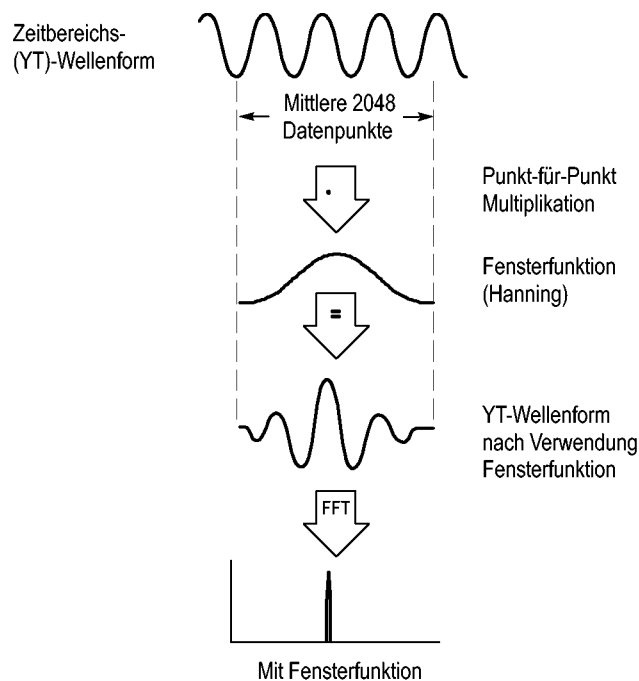 Zeitbereichs-
(YT)-Wellenform
Mittlere 2048
Datenpunkte
Punkt-für-Punkt
Multiplikation
Fensterfunktion
(Hanning)
=
YT-Wellenform
nach Verwendung
Fensterfunktion
FFT
Mit Fensterfunktion